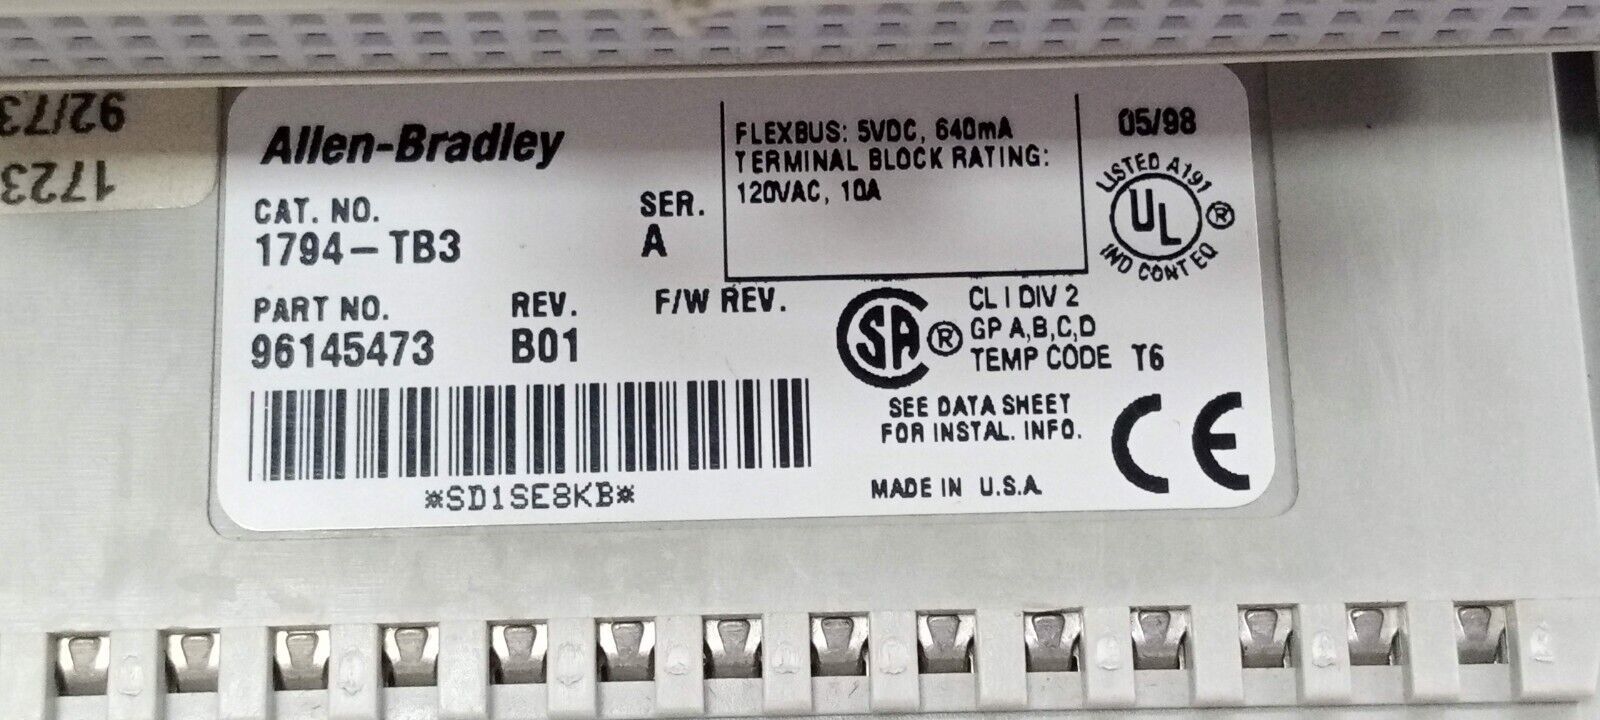 92/73
1723
Allen-Bradley
CAT. NO.
1794-TB3
SER.
A
PART NO.
96145473
REV.
B01
F/W REV.
FLEXBUS: 5VDC, 640mA
TERMINAL BLOCK RATING:
120VAC, 10A
05/98
LISTED A191
UL ®
IND CONT EQ
SA ®
CL I DIV 2
GP A,B,C,D
TEMP CODE T6
SEE DATA SHEET
FOR INSTAL. INFO.
MADE IN U.S.A.
CE
*SD1SE8KB*